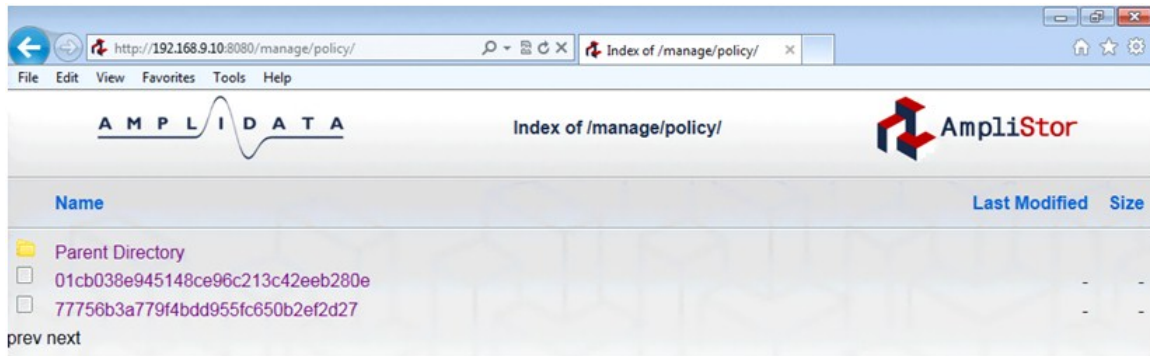 http://192.168.9.10:8080/manage/policy/ Index of /manage/policy/
File Edit View Favorites Tools Help
AMPLIDATA Index of /manage/policy/ AmpliStor
Name Last Modified Size
Parent Directory
01cb038e945148ce96c213c42eeb280e - -
77756b3a779f4bdd955fc650b2ef2d27 - -
prev next